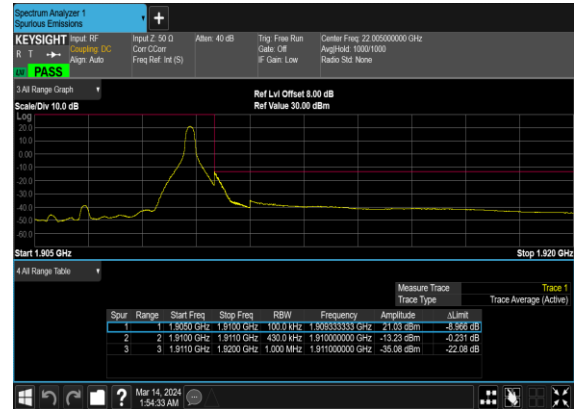 Spectrum Analyzer 1
Spurious Emissions
+
KEYSIGHT Input: RF Input Z: 50 Ω Atten: 40 dB Trig: Free Run Center Freq: 22.005000000 GHz
R T Coupling: DC Corr CCorr Gate: Off Avg|Hold: 1000/1000
Align: Auto Freq Ref: Int (S) IF Gain: Low Radio Std: None
LVI PASS
3 All Range Graph
Ref Lvl Offset 8.00 dB
Scale/Div 10.0 dB Ref Value 30.00 dBm
Log
20.0
10.0
0.00
-10.0
-20.0
-30.0
-40.0
-50.0
-60.0
Start 1.905 GHz Stop 1.920 GHz
4 All Range Table
Measure Trace Trace 1
Trace Type Trace Average (Active)
Spur Range Start Freq Stop Freq RBW Frequency Amplitude ΔLimit
1 1 1.9050 GHz 1.9100 GHz 100.0 kHz 1.909333333 GHz 21.03 dBm -8.966 dB
2 2 1.9100 GHz 1.9110 GHz 430.0 kHz 1.910000000 GHz -13.23 dBm -0.231 dB
3 3 1.9110 GHz 1.9200 GHz 1.000 MHz 1.911000000 GHz -35.08 dBm -22.08 dB
? Mar 14, 2024
1:54:33 AM